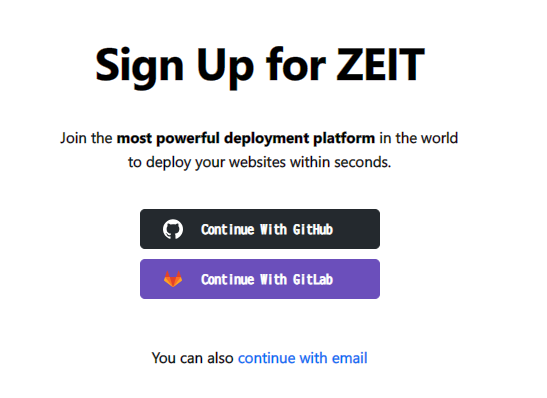 Sign Up for ZEIT
Join the most powerful deployment platform in the world
to deploy your websites within seconds.
Continue With GitHub
Continue With GitLab
You can also continue with email